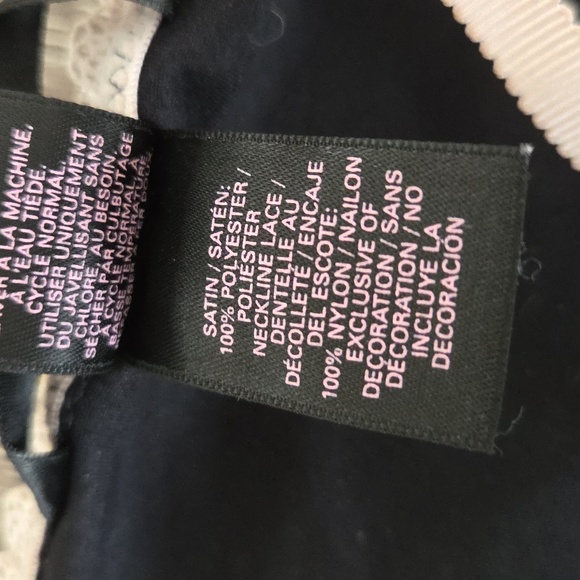 À LA MACHINE,
À L'EAU TIÈDE,
CYCLE NORMAL.
UTILISER UNIQUEMENT
DU JAVELLISANT SANS
CHLORE, AU BESOIN
SÉCHER PAR CULBUTAGE
À CYCLE NORMAL, À
BASSE TEMPÉRATURE.
SATIN / SATÉN:
100% POLYESTER /
POLIÉSTER
NECKLINE LACE /
DENTELLE AU
DÉCOLLETÉ / ENCAJE
DEL ESCOTE:
100% NYLON / NAILON
EXCLUSIVE OF
DECORATION / SANS
DÉCORATION / NO
INCLUYE LA
DECORACIÓN